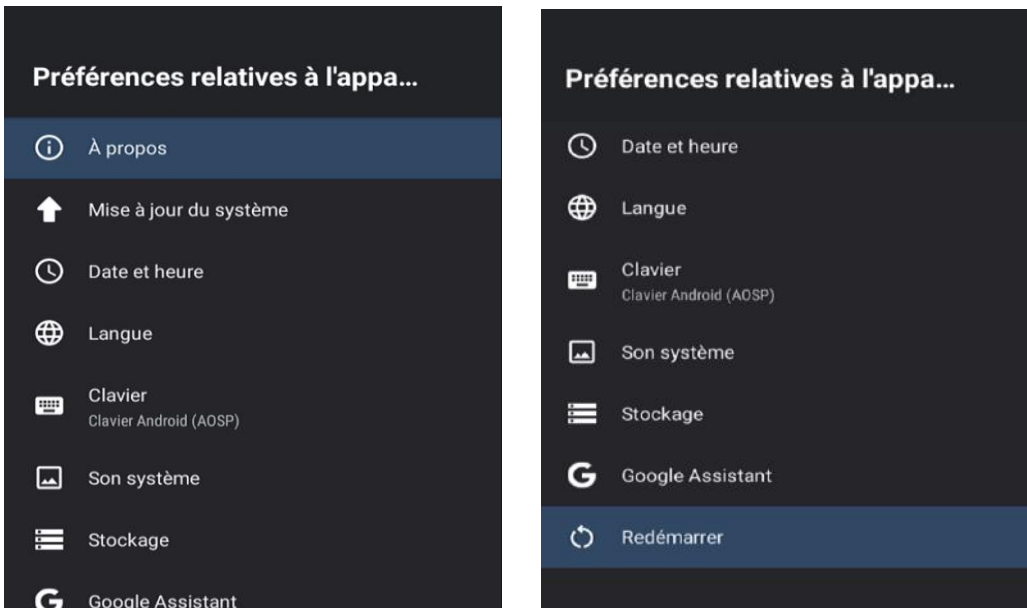 Préférences relatives à l'appa...
À propos
Mise à jour du système
Date et heure
Langue
Clavier
Clavier Android (AOSP)
Son système
Stockage
Google Assistant
Préférences relatives à l'appa...
Date et heure
Langue
Clavier
Clavier Android (AOSP)
Son système
Stockage
Google Assistant
Redémarrer